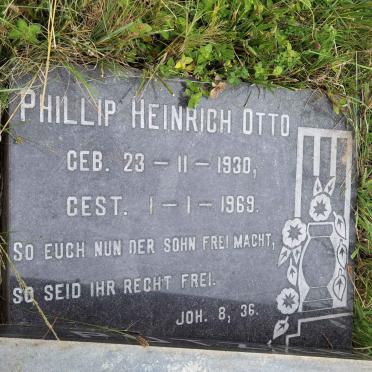 PHILLIP HEINRICH OTTO
GEB. 23 – 11 – 1930,
GEST. 1 – 1 – 1969.
SO EUCH NUN DER SOHN FREI MACHT,
SO SEID IHR RECHT FREI.
JOH. 8, 36.